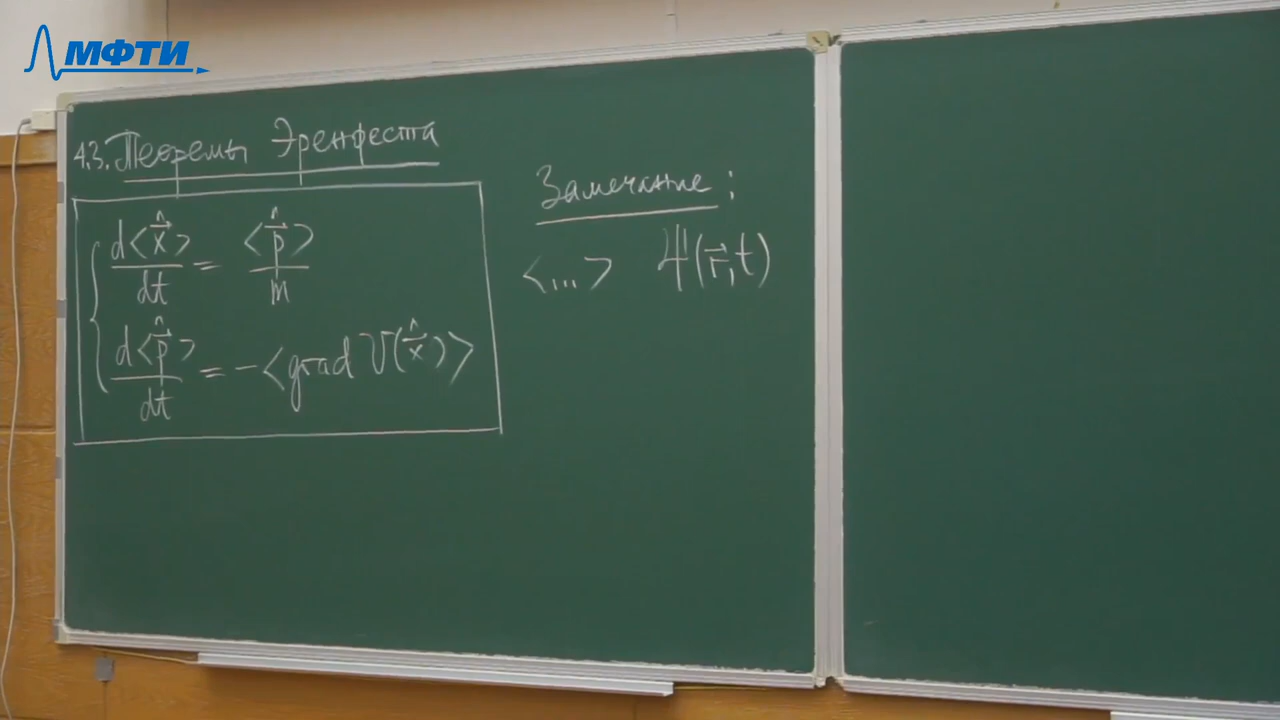 МФТИ
4.3. Теоремы Эренфеста
d<x̂⃗>/dt = <p̂⃗>/m
d<p̂⃗>/dt = -<grad V(x̂⃗)>
Замечание:
<...> Ψ(r⃗,t)